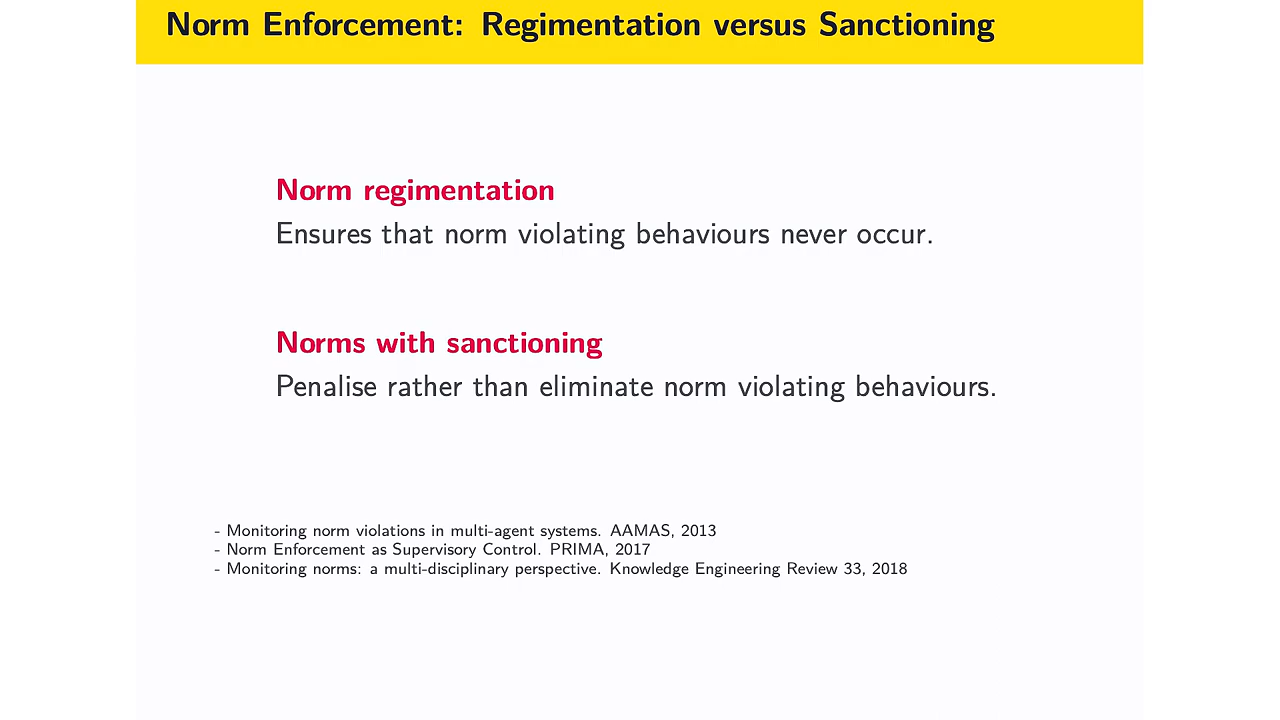 Norm Enforcement: Regimentation versus Sanctioning
Norm regimentation
Ensures that norm violating behaviours never occur.
Norms with sanctioning
Penalise rather than eliminate norm violating behaviours.
- Monitoring norm violations in multi-agent systems. AAMAS, 2013
- Norm Enforcement as Supervisory Control. PRIMA, 2017
- Monitoring norms: a multi-disciplinary perspective. Knowledge Engineering Review 33, 2018